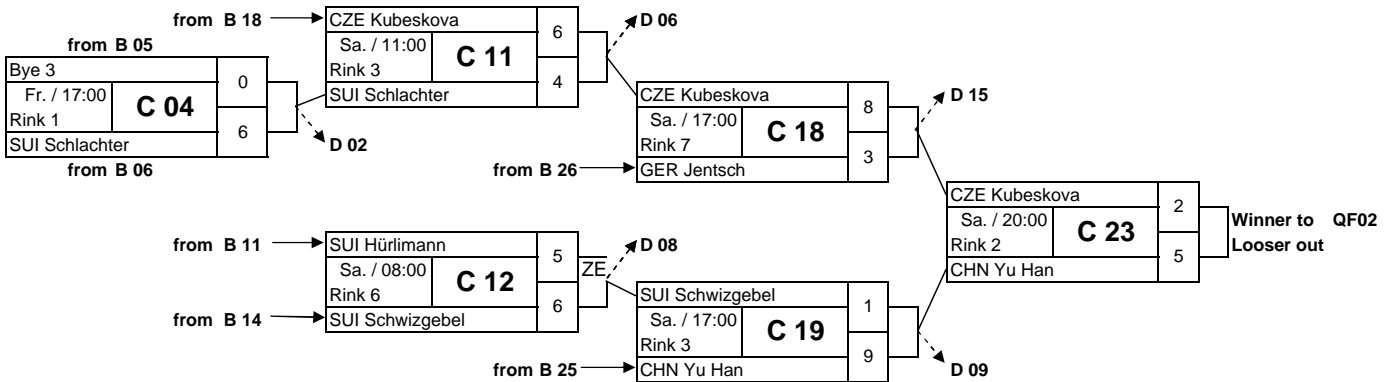 from B 18
CZE Kubeskova
6
D 06
from B 05
Sa. / 11:00
C 11
Rink 3
4
SUI Schlachter
Bye 3
0
Fr. / 17:00
C 04
Rink 1
6
SUI Schlachter
from B 06
D 02
CZE Kubeskova
8
D 15
Sa. / 17:00
C 18
Rink 7
3
from B 26
GER Jentsch
CZE Kubeskova
2
Sa. / 20:00
C 23
Rink 2
5
CHN Yu Han
Winner to QF02
Looser out
from B 11
SUI Hürlimann
5
ZE
D 08
Sa. / 08:00
C 12
Rink 6
6
from B 14
SUI Schwizgebel
SUI Schwizgebel
1
Sa. / 17:00
C 19
Rink 3
9
from B 25
CHN Yu Han
D 09